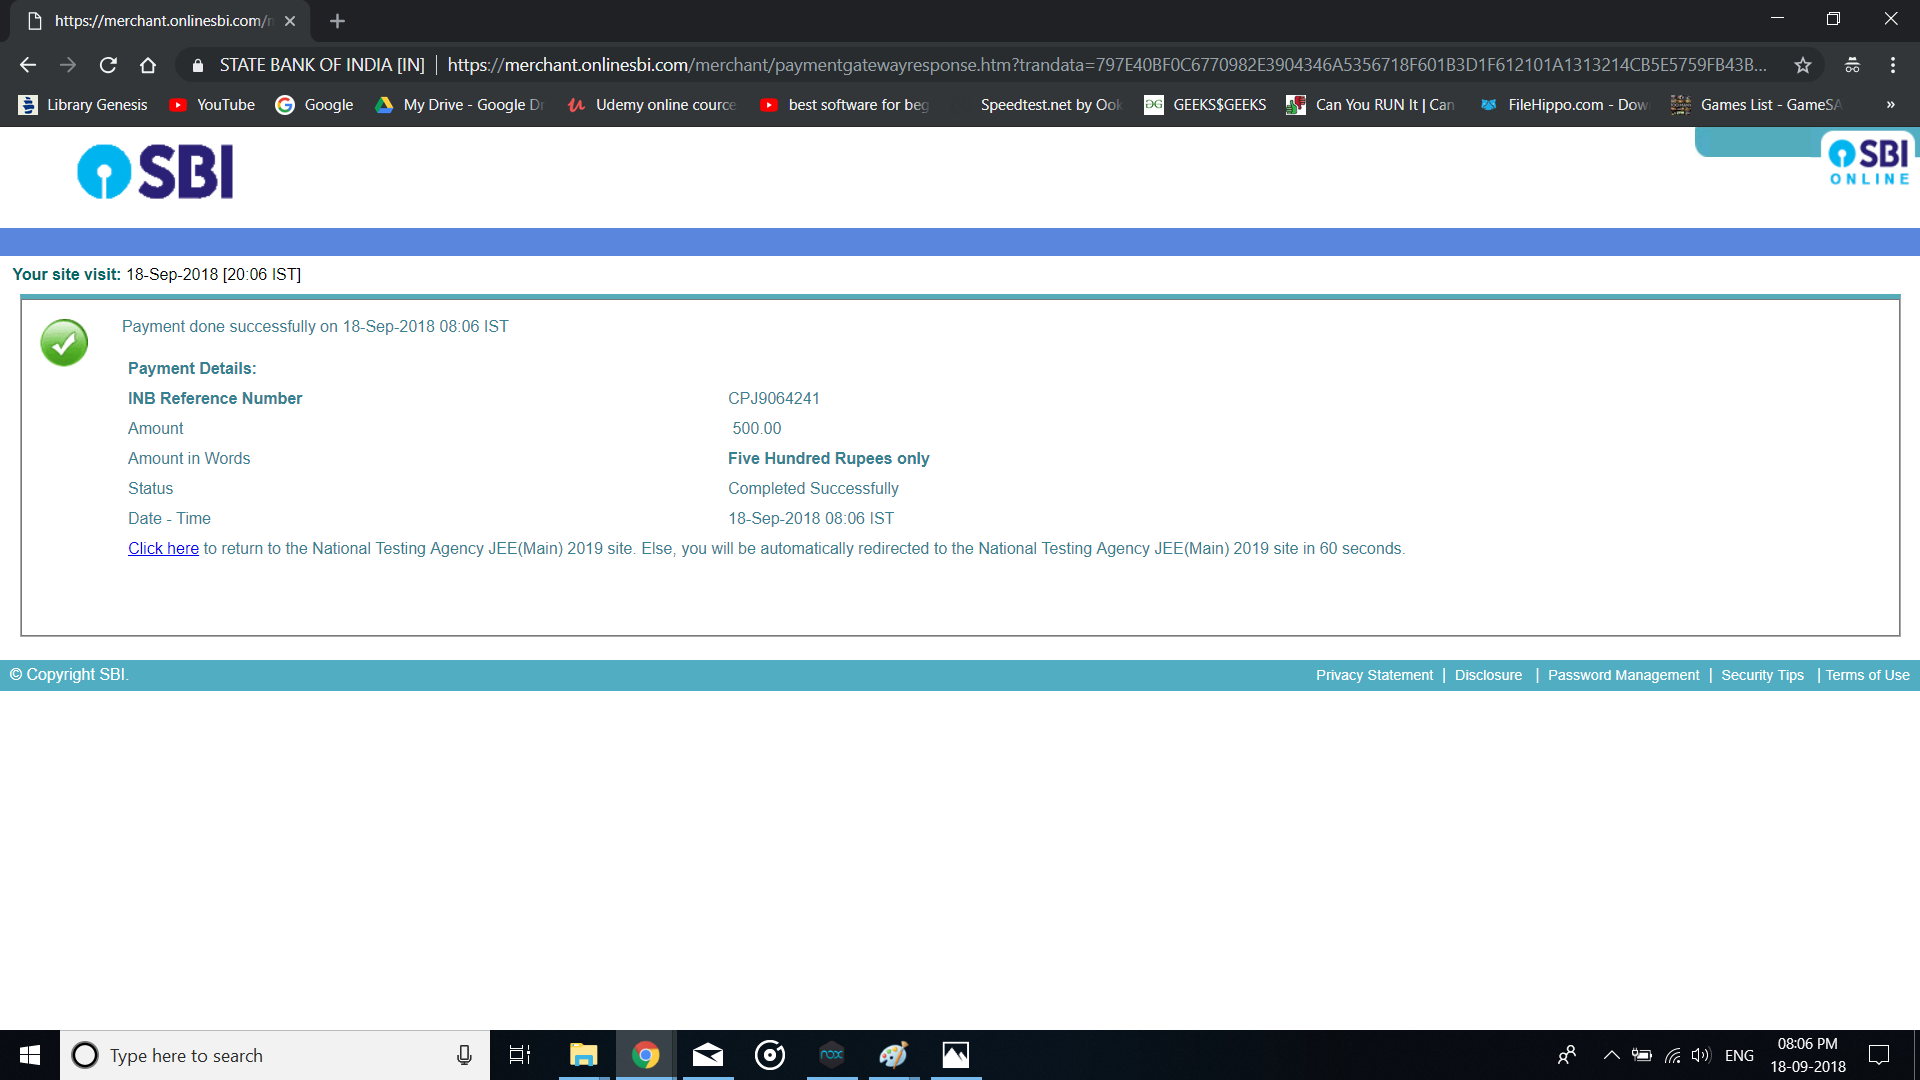 https://merchant.onlinesbi.com/
STATE BANK OF INDIA [IN] https://merchant.onlinesbi.com/merchant/paymentgatewayresponse.htm?trandata=797E40BF0C6770982E3904346A5356718F601B3D1F612101A1313214CB5E5759FB43B...
Library Genesis YouTube Google My Drive - Google Dr Udemy online cource best software for beg Speedtest.net by Ook GEEKS$GEEKS Can You RUN It | Can FileHippo.com - Dow Games List - GameSA »
SBI
SBI
ONLINE
Your site visit: 18-Sep-2018 [20:06 IST]
Payment done successfully on 18-Sep-2018 08:06 IST
Payment Details:
INB Reference Number CPJ9064241
Amount 500.00
Amount in Words Five Hundred Rupees only
Status Completed Successfully
Date - Time 18-Sep-2018 08:06 IST
Click here to return to the National Testing Agency JEE(Main) 2019 site. Else, you will be automatically redirected to the National Testing Agency JEE(Main) 2019 site in 60 seconds.
© Copyright SBI. Privacy Statement | Disclosure | Password Management | Security Tips | Terms of Use
Type here to search
nox
ENG
08:06 PM
18-09-2018